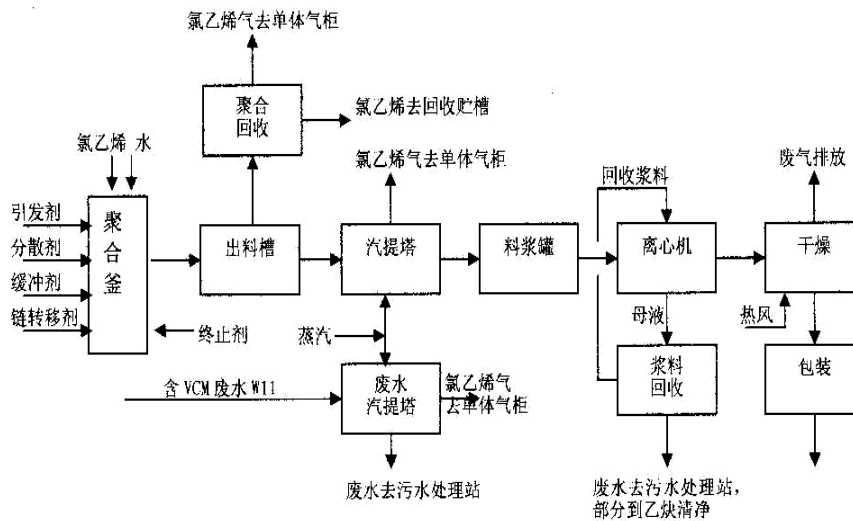 氯乙烯气去单体气柜
聚合
回收
氯乙烯去回收贮槽
氯乙烯 水
氯乙烯气去单体气柜
废气排放
回收浆料
引发剂
分散剂
缓冲剂
链转移剂
聚
合
釜
出料槽
汽提塔
料浆罐
离心机
干燥
终止剂
蒸汽
母液
热风
含VCM废水W11
废水
汽提塔
氯乙烯气
去单体气柜
浆料
回收
包装
废水去污水处理站
废水去污水处理站，
部分到乙炔清净